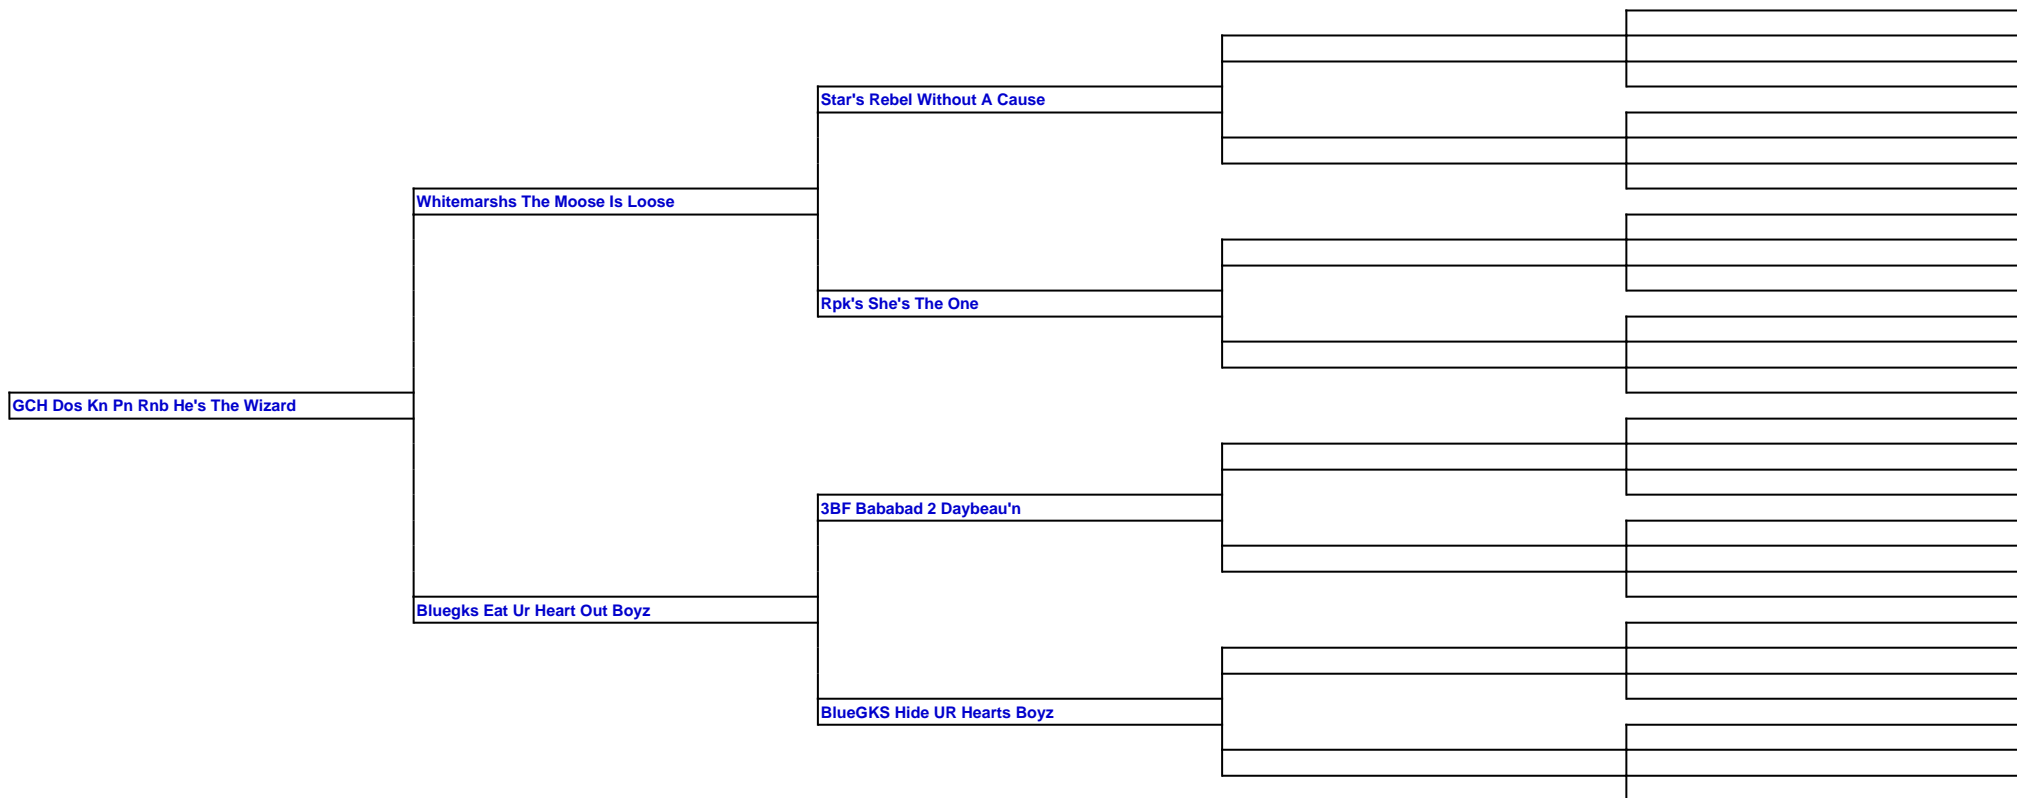 Star's Rebel Without A Cause
Whitemarshs The Moose Is Loose
Rpk's She's The One
GCH Dos Kn Pn Rnb He's The Wizard
3BF Bababad 2 Daybeau'n
Bluegks Eat Ur Heart Out Boyz
BlueGKS Hide UR Hearts Boyz